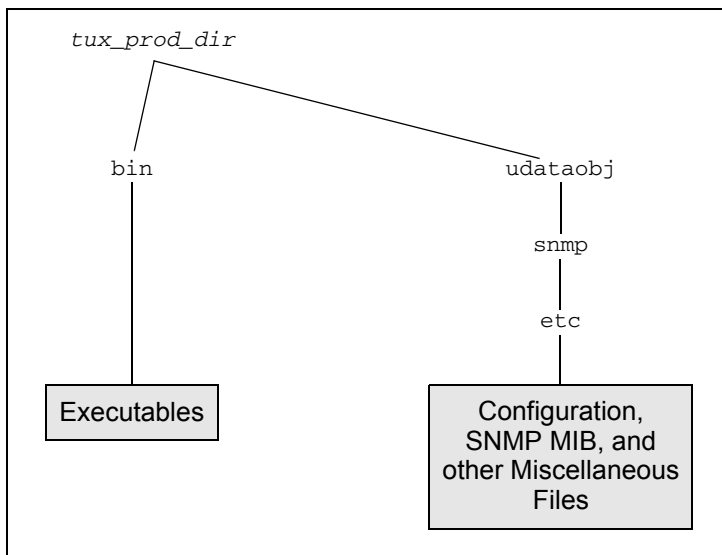 tux_prod_dir
bin
udataobj
snmp
etc
Executables
Configuration,
SNMP MIB, and
other Miscellaneous
Files